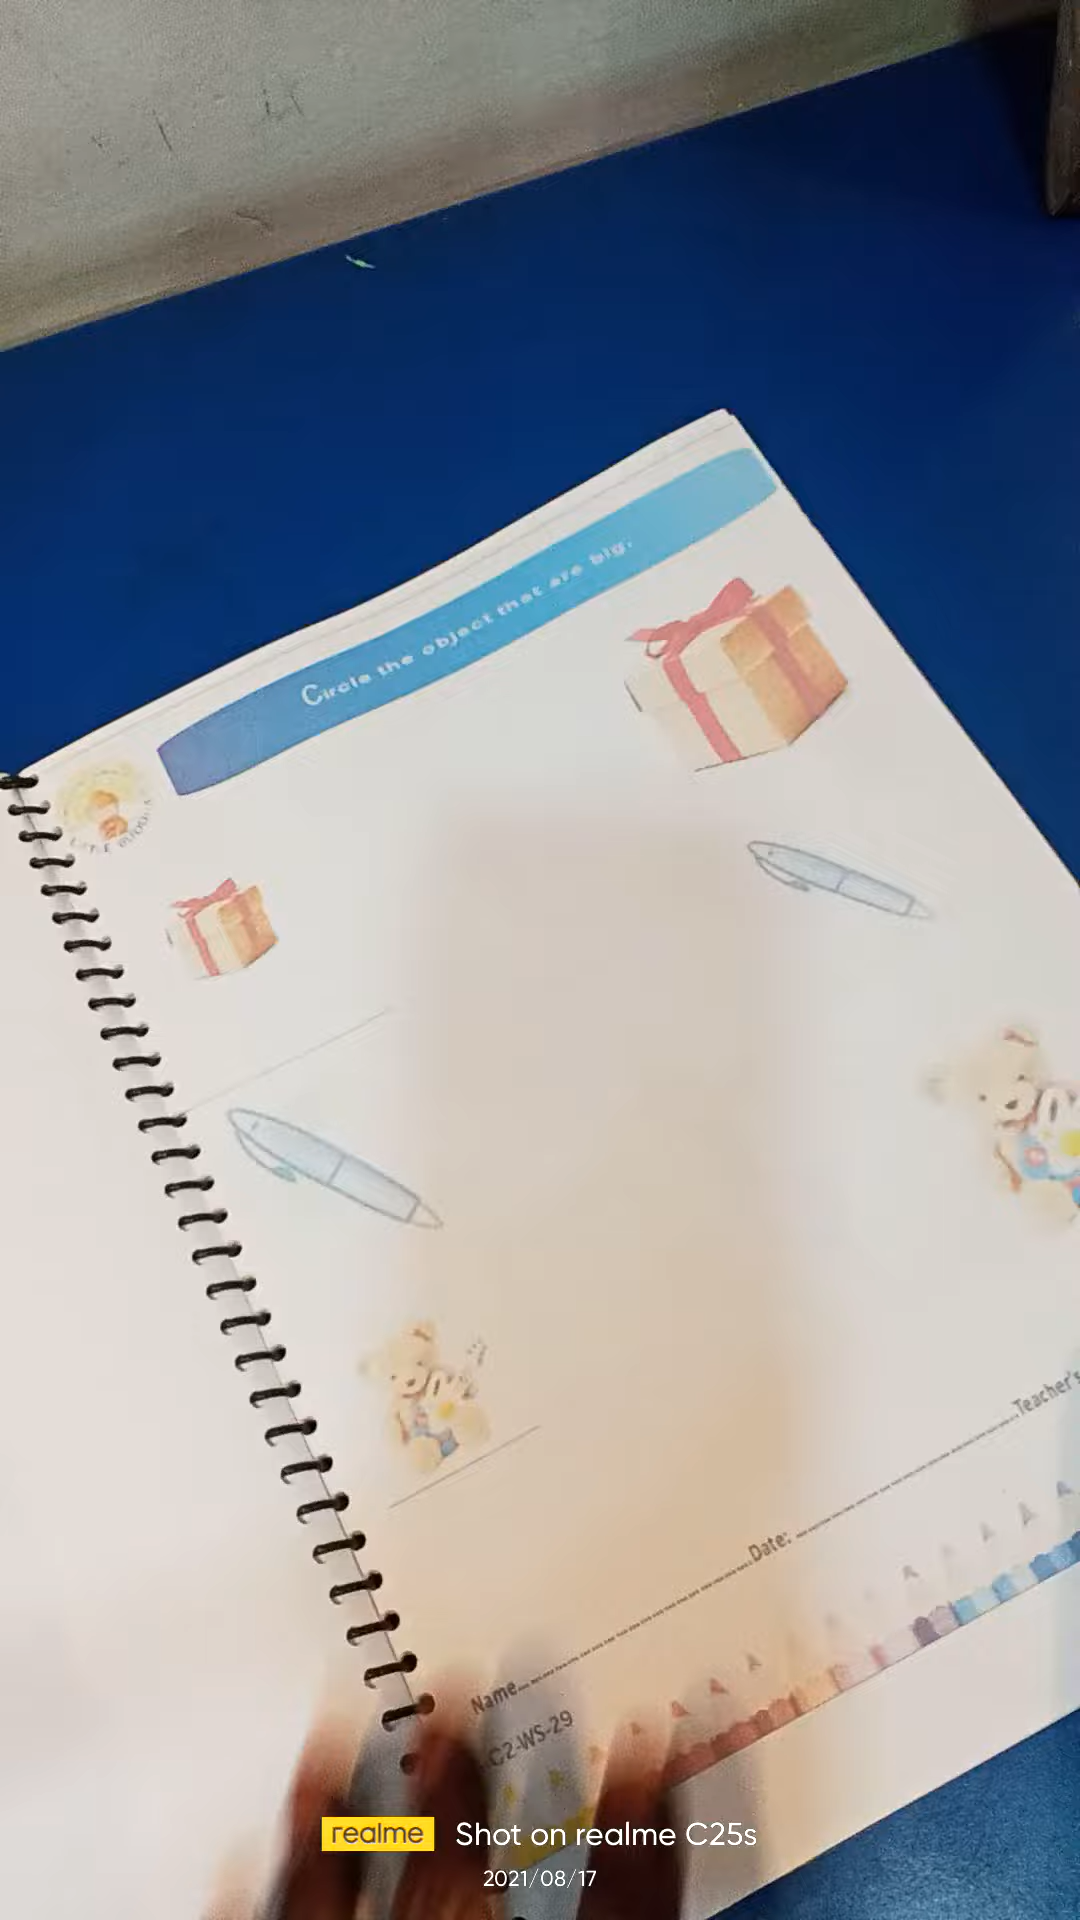 Circle the object that are big.
Name
Date:
Teacher's
C2-WS-29
realme
Shot on realme C25s
2021/08/17